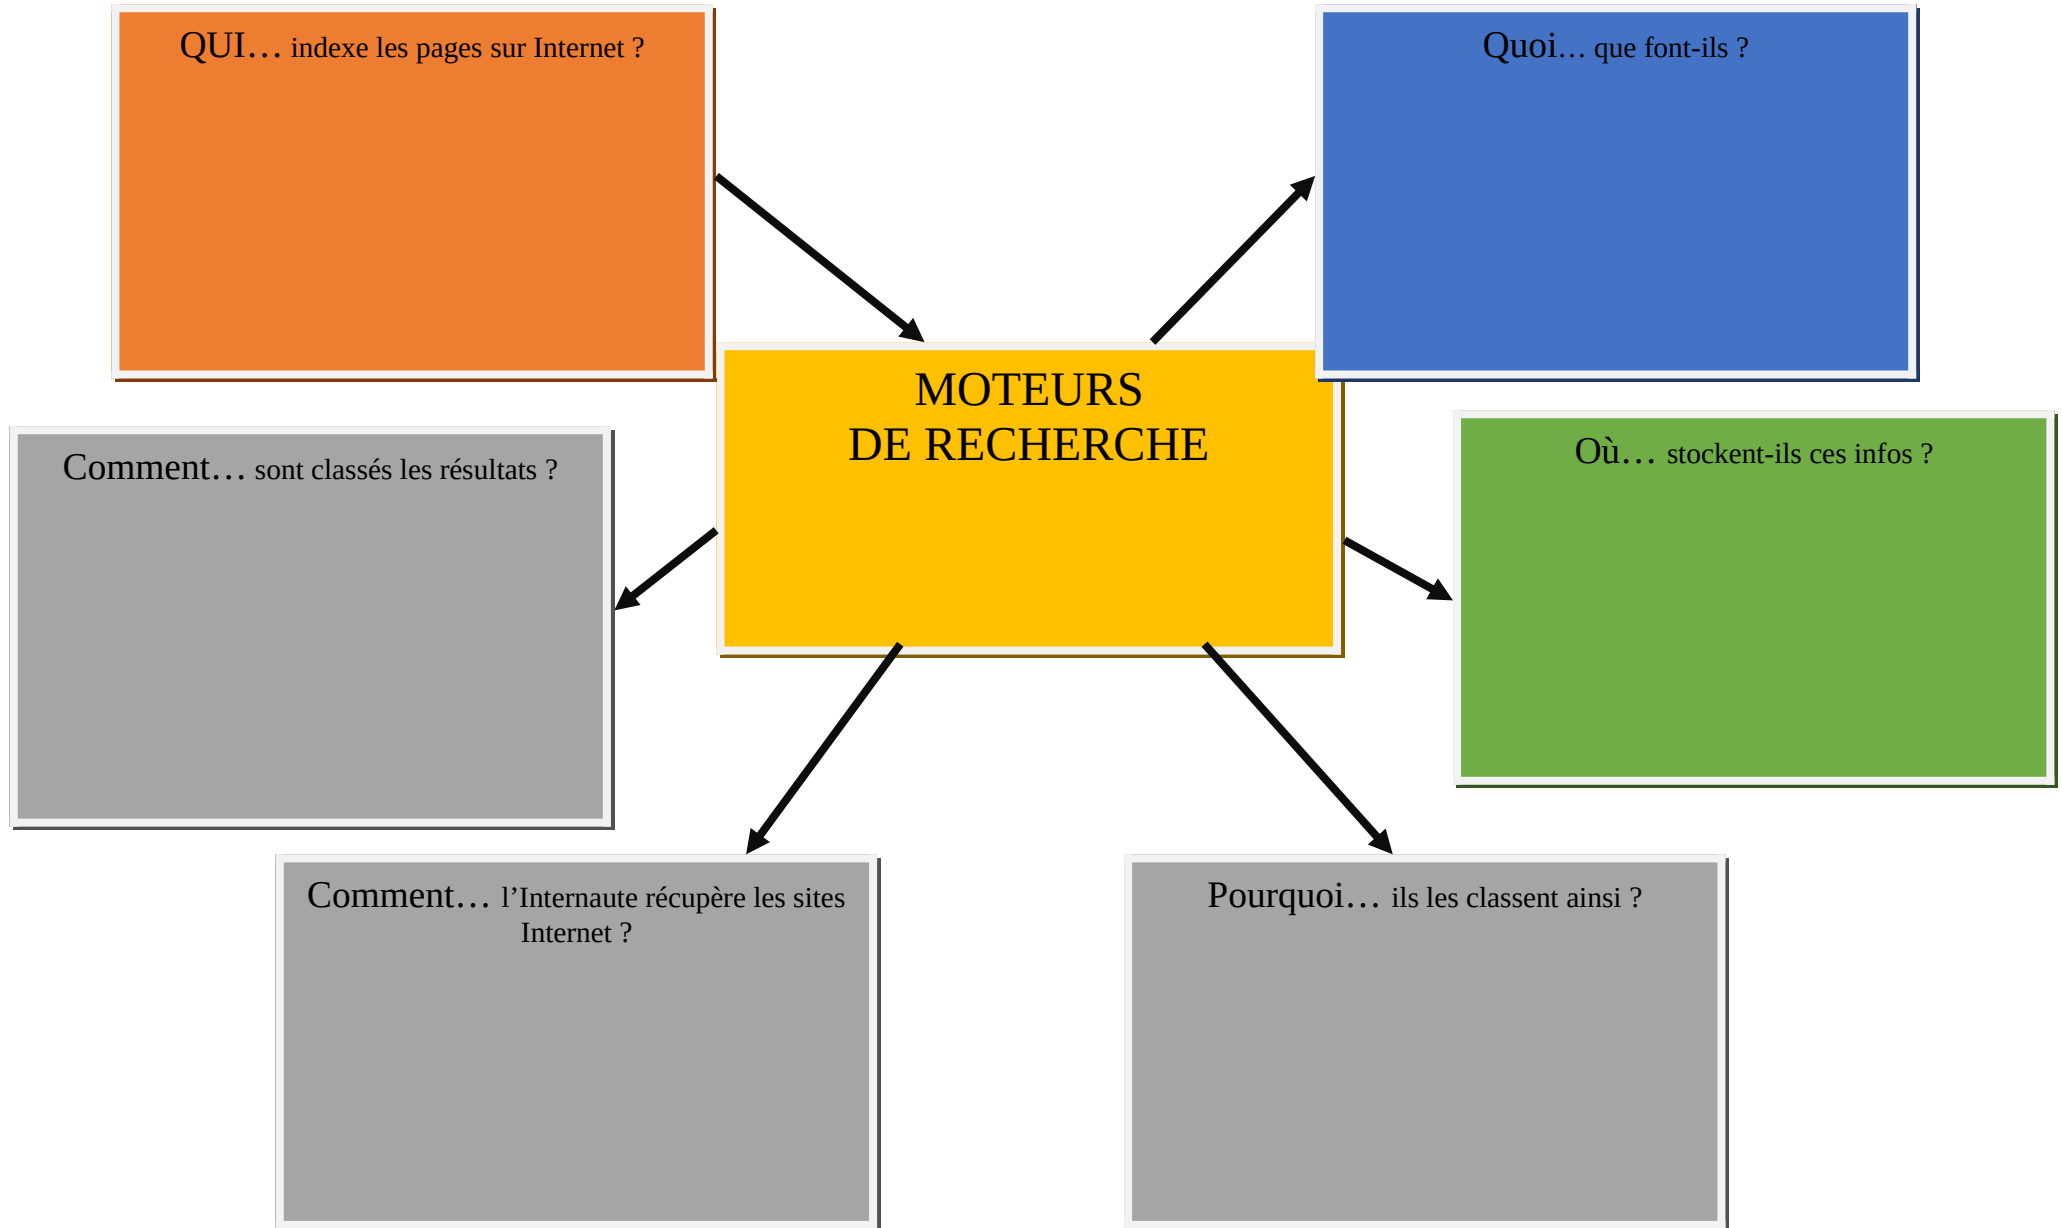 QUI… indexe les pages sur Internet ?
Quoi… que font-ils ?
MOTEURS
DE RECHERCHE
Comment… sont classés les résultats ?
Où… stockent-ils ces infos ?
Comment… l’Internaute récupère les sites
Internet ?
Pourquoi… ils les classent ainsi ?